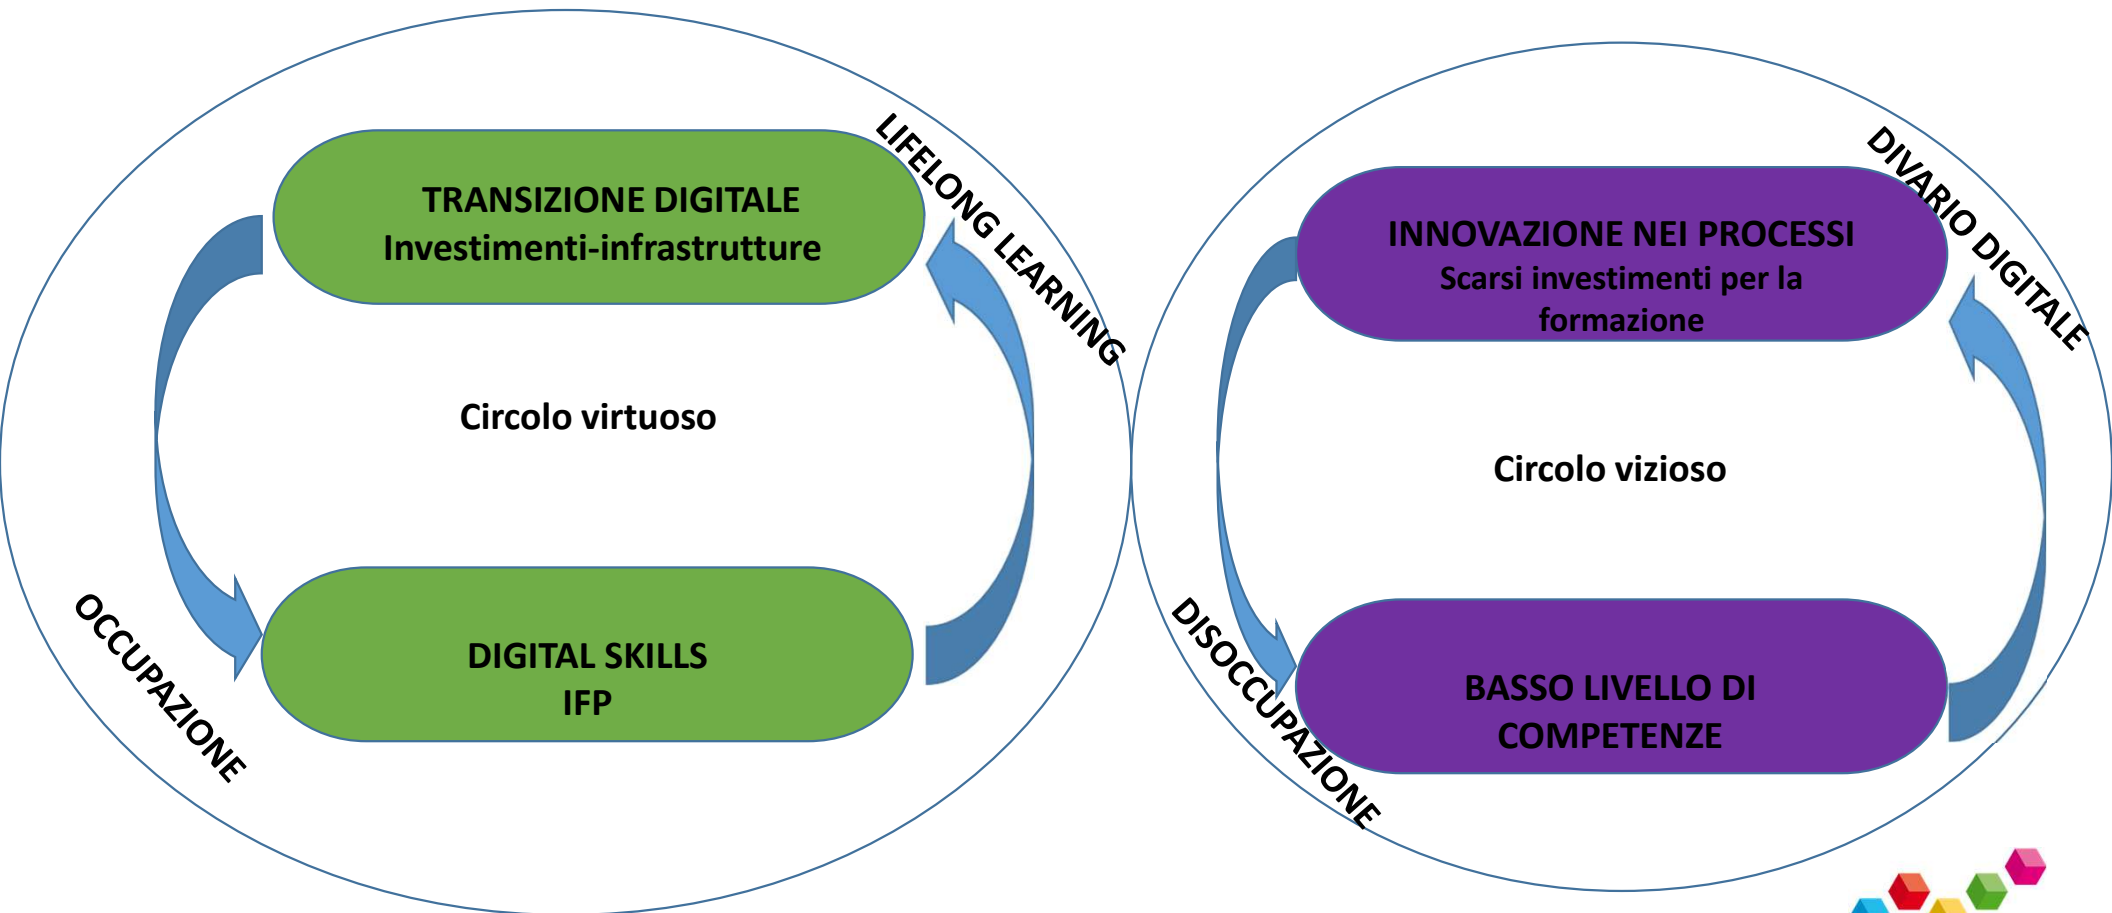 LIFELONG LEARNING
TRANSIZIONE DIGITALE
Investimenti-infrastrutture
Circolo virtuoso
OCCUPAZIONE
DIGITAL SKILLS
IFP
DIVARIO DIGITALE
INNOVAZIONE NEI PROCESSI
Scarsi investimenti per la
formazione
Circolo vizioso
DISOCCUPAZIONE
BASSO LIVELLO DI
COMPETENZE